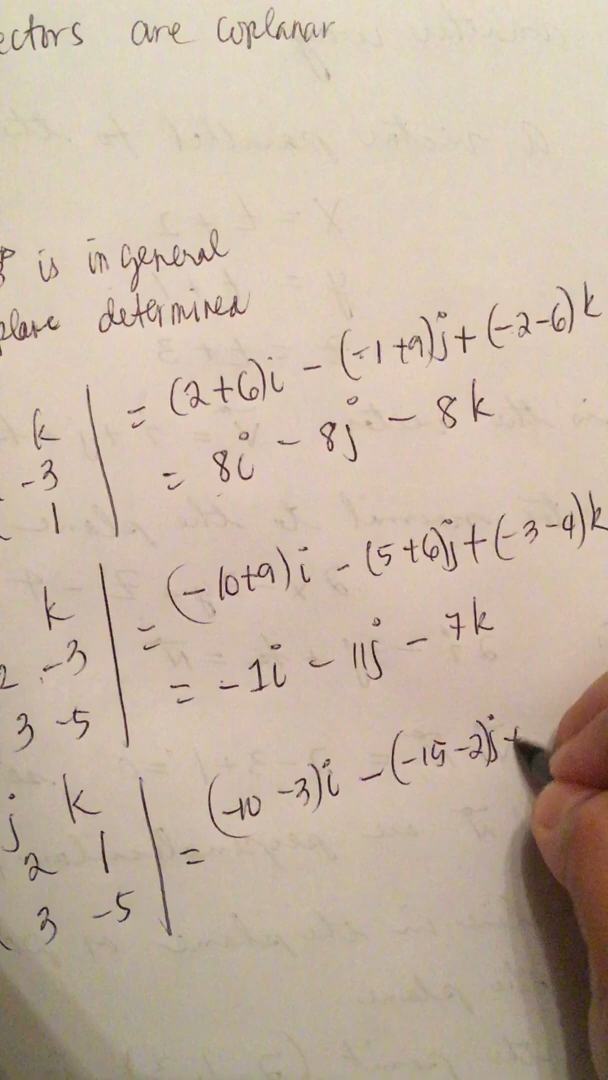 ectors are coplanar
is in general
plane determined
k | = (2+6)i - (-1+9)j + (-2-6)k
-3 | = 8i - 8j - 8k
1 |
k | = (-10+9)i - (5+6)j + (-3-4)k
2 -3 | = -1i - 11j - 7k
3 -5 |
j k | = (-10 -3)i - (-15-2)j +
2 1 |
3 -5 |